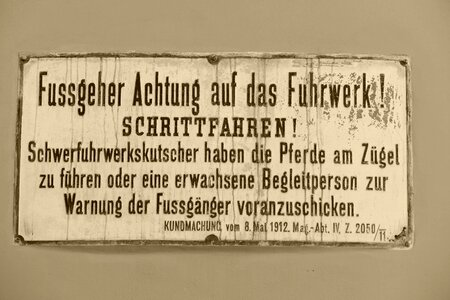 Fussgeher Achtung auf das Fuhrwerk!
SCHRITTFAHREN!
Schwerfuhrwerkskutscher haben die Pferde am Zügel
zu führen oder eine erwachsene Begleitperson zur
Warnung der Fussgänger voranzuschicken.
KUNDMACHUNG vom 8. Mai 1912. Mag.-Abt. IV, Z. 2050/II